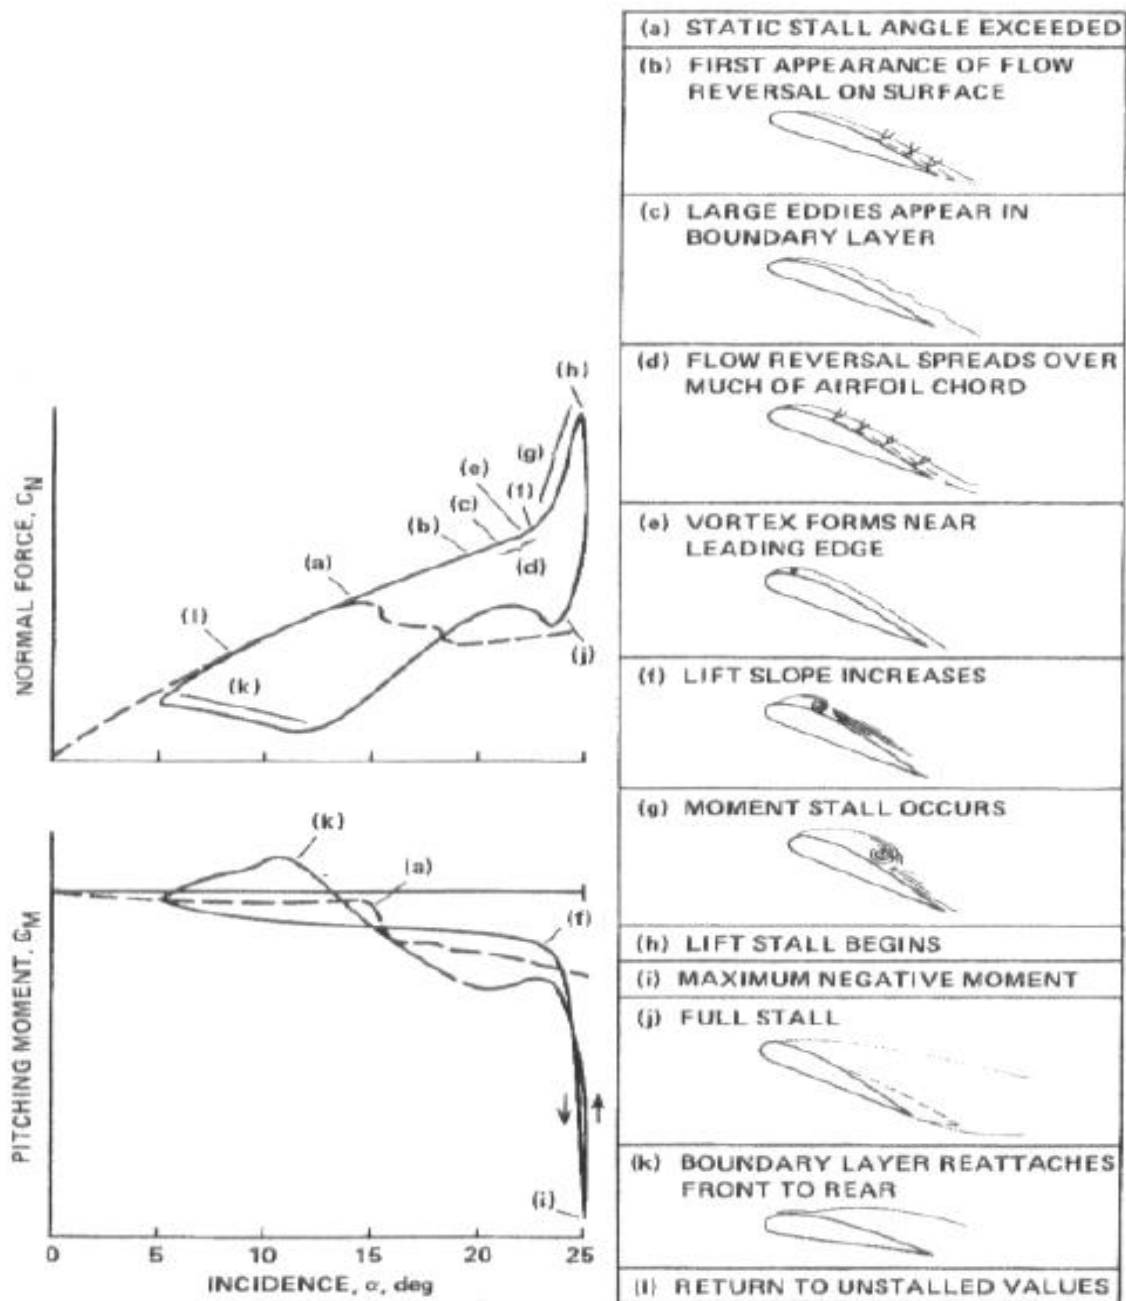 (a) STATIC STALL ANGLE EXCEEDED
(b) FIRST APPEARANCE OF FLOW
REVERSAL ON SURFACE
(c) LARGE EDDIES APPEAR IN
BOUNDARY LAYER
(d) FLOW REVERSAL SPREADS OVER
MUCH OF AIRFOIL CHORD
(e) VORTEX FORMS NEAR
LEADING EDGE
(f) LIFT SLOPE INCREASES
(g) MOMENT STALL OCCURS
(h) LIFT STALL BEGINS
(i) MAXIMUM NEGATIVE MOMENT
(j) FULL STALL
(k) BOUNDARY LAYER REATTACHES
FRONT TO REAR
(l) RETURN TO UNSTALLED VALUES
NORMAL FORCE, CN
(h)
(g)
(e)
(f)
(c)
(b)
(d)
(a)
(l)
(j)
(k)
PITCHING MOMENT, CM
(k)
(a)
(f)
(i)
0 5 10 15 20 25
INCIDENCE, α, deg